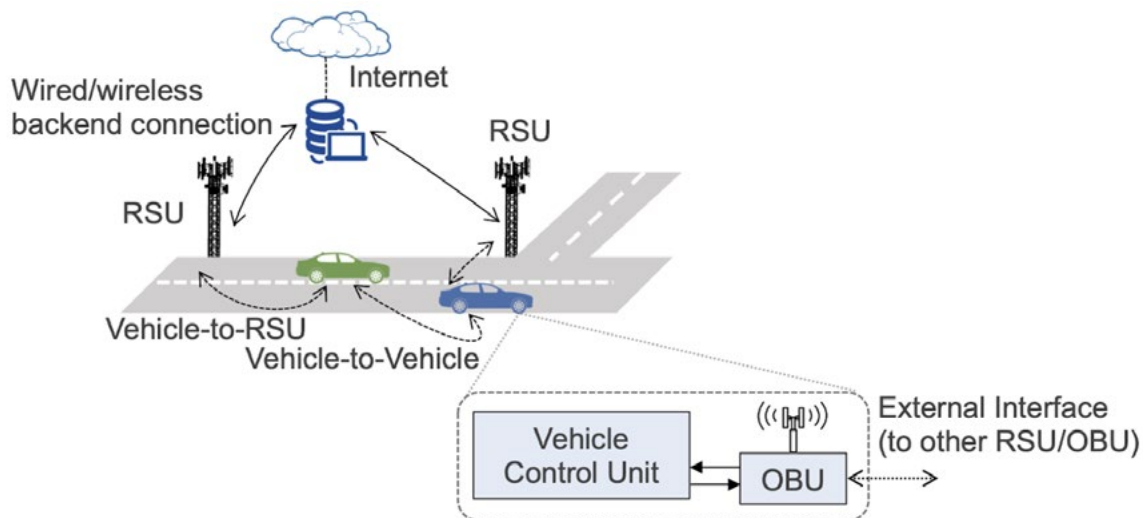 Internet
Wired/wireless
backend connection
RSU
RSU
Vehicle-to-RSU
Vehicle-to-Vehicle
Vehicle
Control Unit
OBU
External Interface
(to other RSU/OBU)